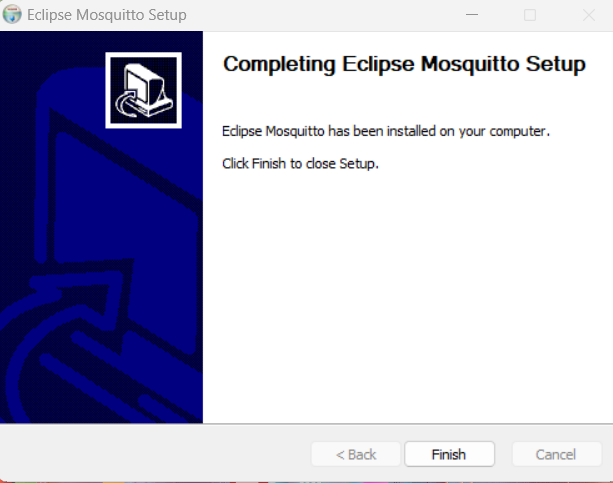 Eclipse Mosquitto Setup
Completing Eclipse Mosquitto Setup
Eclipse Mosquitto has been installed on your computer.
Click Finish to close Setup.
< Back
Finish
Cancel